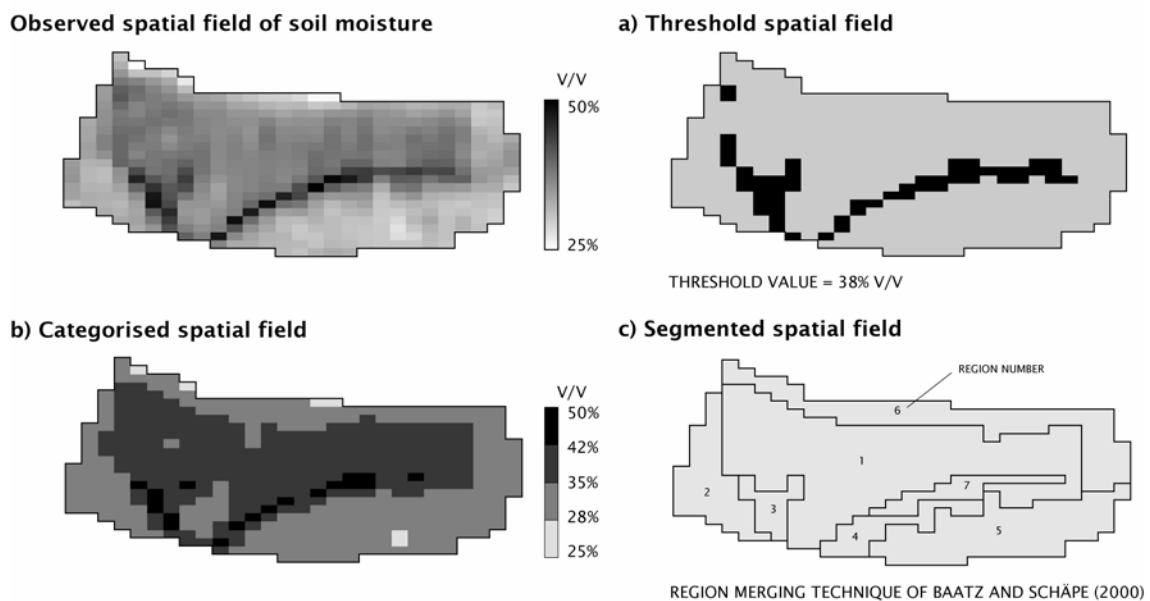 Observed spatial field of soil moisture
V/V
50%
25%
a) Threshold spatial field
THRESHOLD VALUE = 38% V/V
b) Categorised spatial field
V/V
50%
42%
35%
28%
25%
c) Segmented spatial field
REGION NUMBER
6
1
7
2
3
4
5
REGION MERGING TECHNIQUE OF BAATZ AND SCHÄPE (2000)